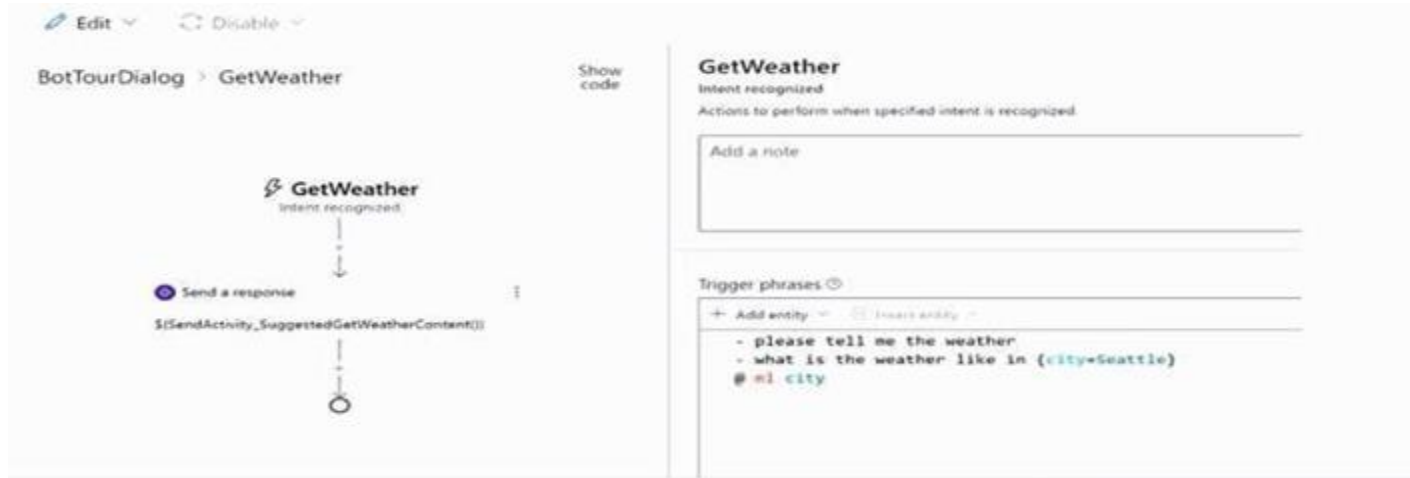 Edit
Disable
BotTourDialog > GetWeather
Show
code
GetWeather
Intent recognized
Send a response
${SendActivity_SuggestedGetWeatherContent()}
GetWeather
Intent recognized
Actions to perform when specified intent is recognized.
Add a note
Trigger phrases
+ Add entity
Insert entity
- please tell me the weather
- what is the weather like in {city=Seattle}
@ ml city